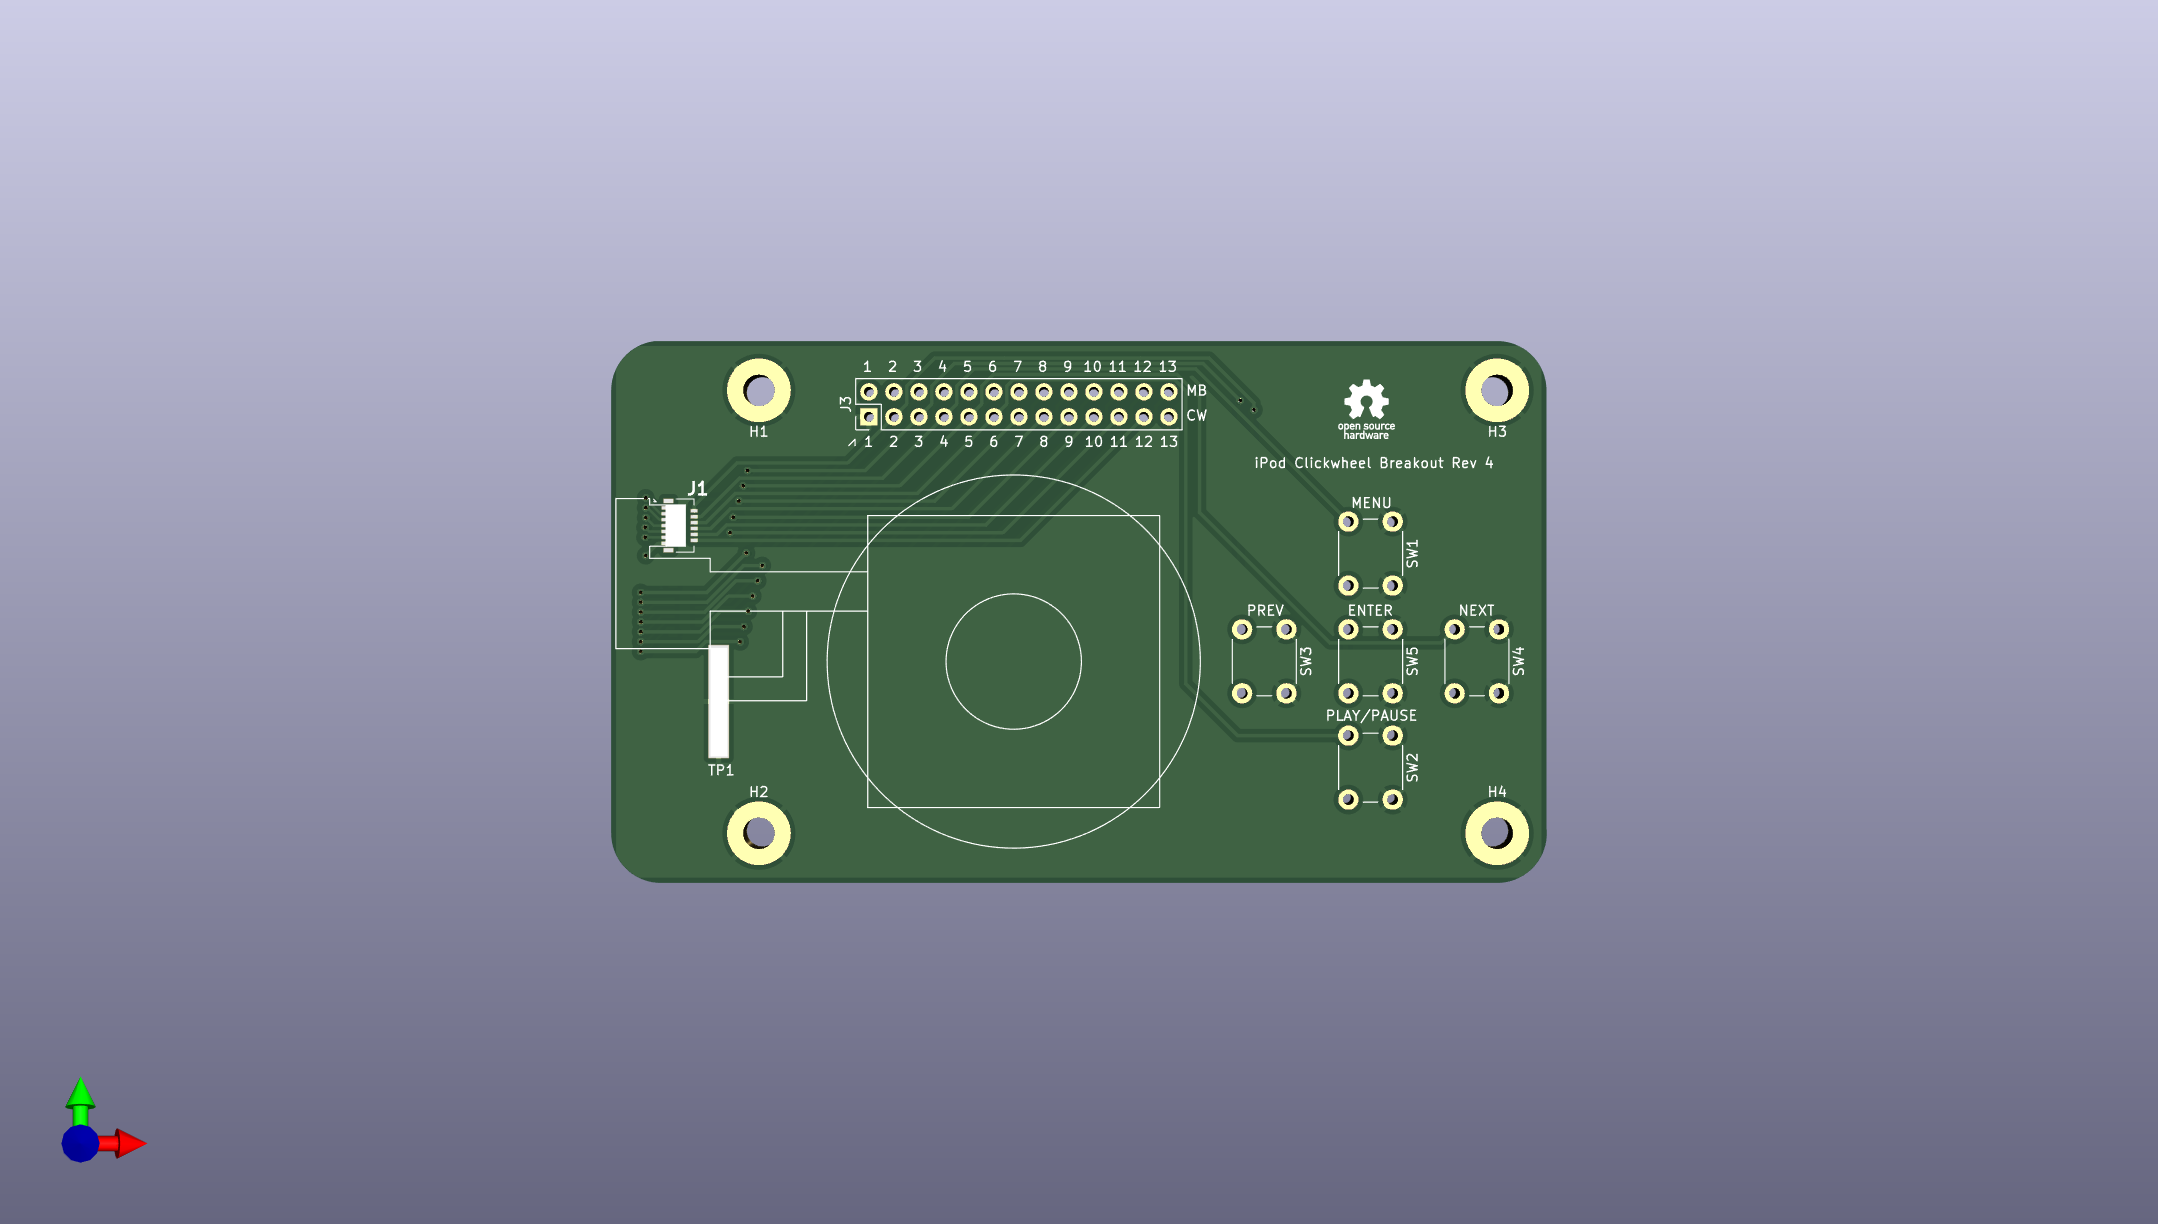 1 2 3 4 5 6 7 8 9 10 11 12 13
MB
J3
CW
1 2 3 4 5 6 7 8 9 10 11 12 13
H1
H3
open source
hardware
iPod Clickwheel Breakout Rev 4
J1
MENU
SW1
PREV
ENTER
NEXT
SW3
SW5
SW4
PLAY/PAUSE
SW2
TP1
H2
H4